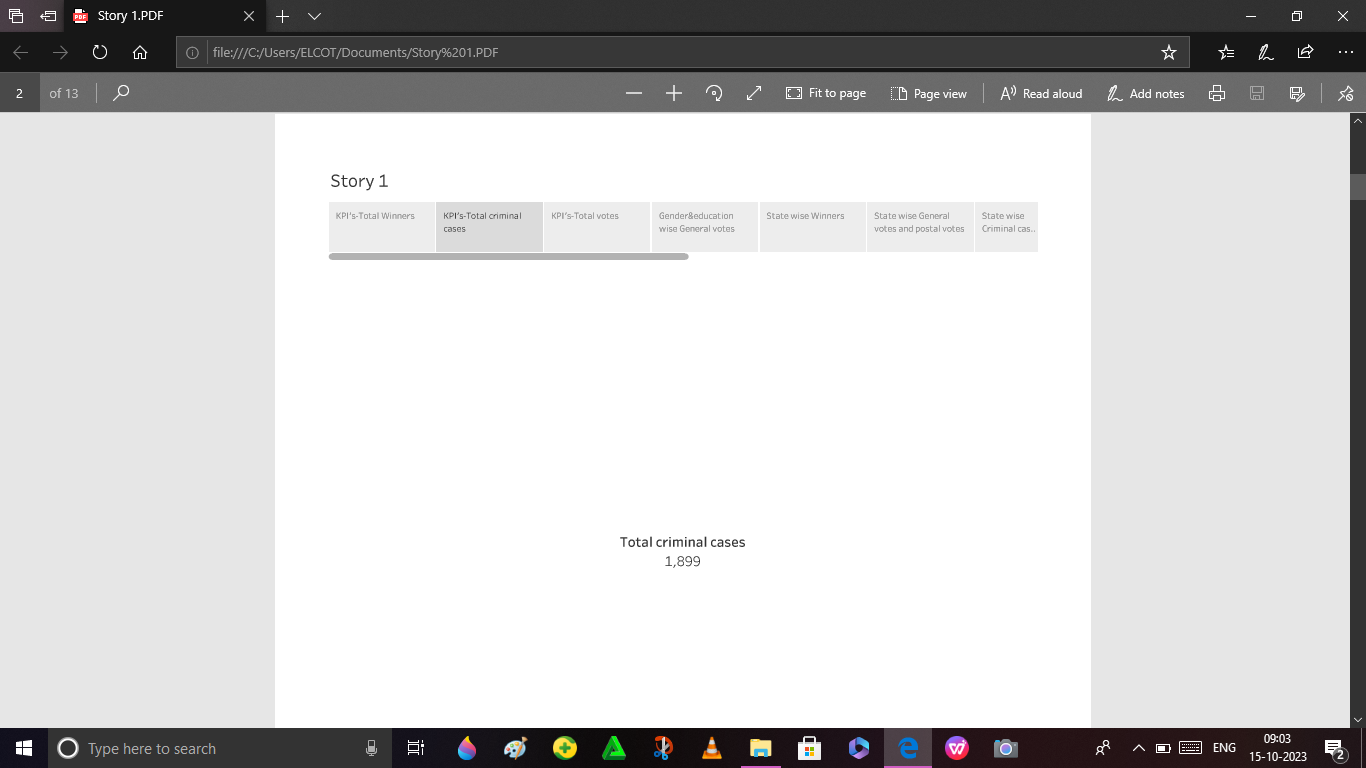 Story 1.PDF
file:///C:/Users/ELCOT/Documents/Story%201.PDF
2 of 13 Fit to page Page view Read aloud Add notes
Story 1
KPI's-Total Winners
KPI's-Total criminal
cases
KPI's-Total votes
Gender&education
wise General votes
State wise Winners
State wise General
votes and postal votes
State wise
Criminal cas..
Total criminal cases
1,899
Type here to search
ENG
09:03
15-10-2023
2